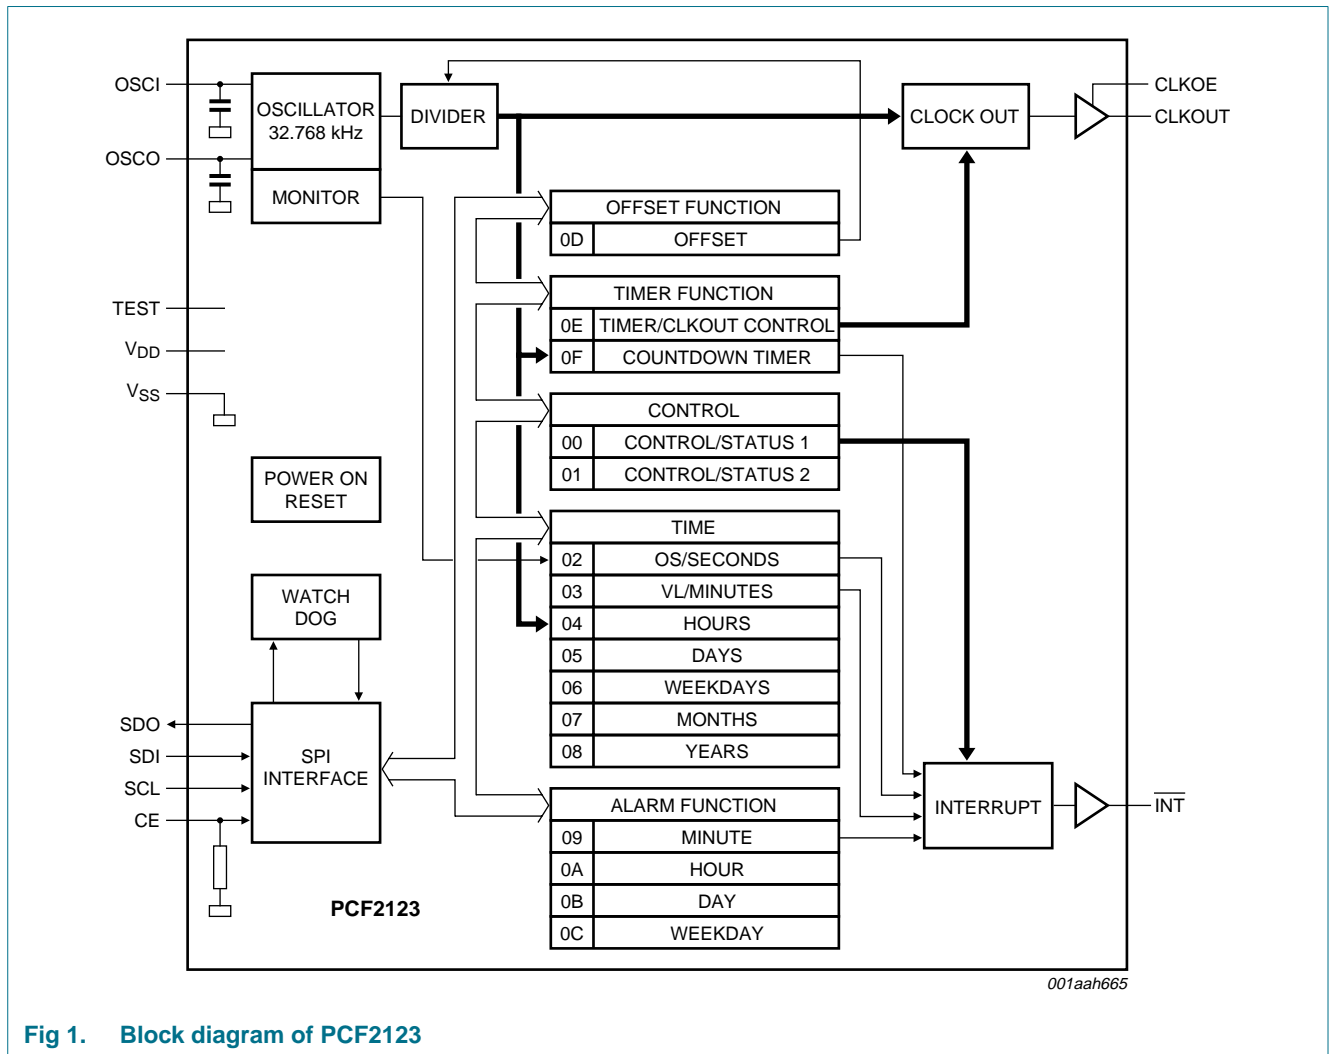 OSCI
OSCO
OSCILLATOR
32.768 kHz
MONITOR
DIVIDER
CLOCK OUT
CLKOE
CLKOUT
TEST
VDD
VSS
OFFSET FUNCTION
0D OFFSET
TIMER FUNCTION
0E TIMER/CLKOUT CONTROL
0F COUNTDOWN TIMER
CONTROL
00 CONTROL/STATUS 1
01 CONTROL/STATUS 2
POWER ON
RESET
TIME
02 OS/SECONDS
03 VL/MINUTES
04 HOURS
05 DAYS
06 WEEKDAYS
07 MONTHS
08 YEARS
WATCH
DOG
SDO
SDI
SCL
CE
SPI
INTERFACE
ALARM FUNCTION
09 MINUTE
0A HOUR
0B DAY
0C WEEKDAY
INTERRUPT
INT
PCF2123
001aah665
Fig 1. Block diagram of PCF2123